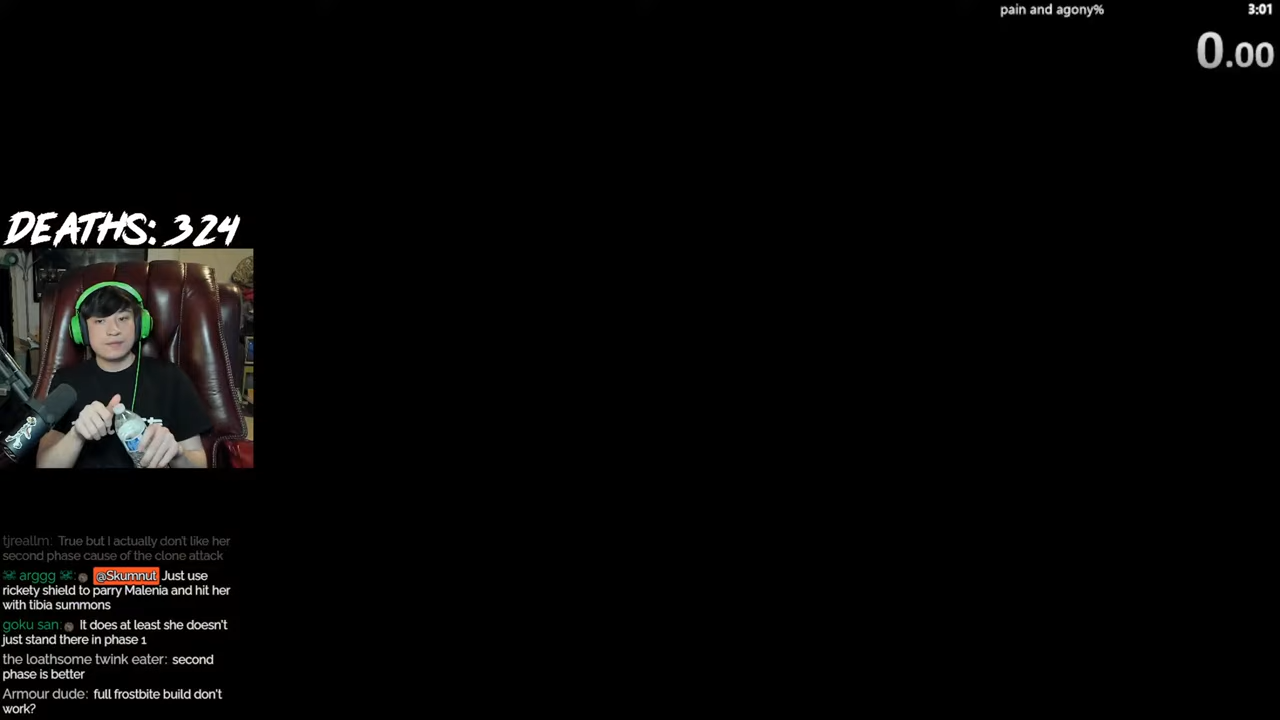 pain and agony% 3:01
0.00
DEATHS: 324
tjreallm: True but I actually don't like her
second phase cause of the clone attack
arggg : @Skumnut Just use
rickety shield to parry Malenia and hit her
with tibia summons
goku san: It does at least she doesn't
just stand there in phase 1
the loathsome twink eater: second
phase is better
Armour dude: full frostbite build don't
work?